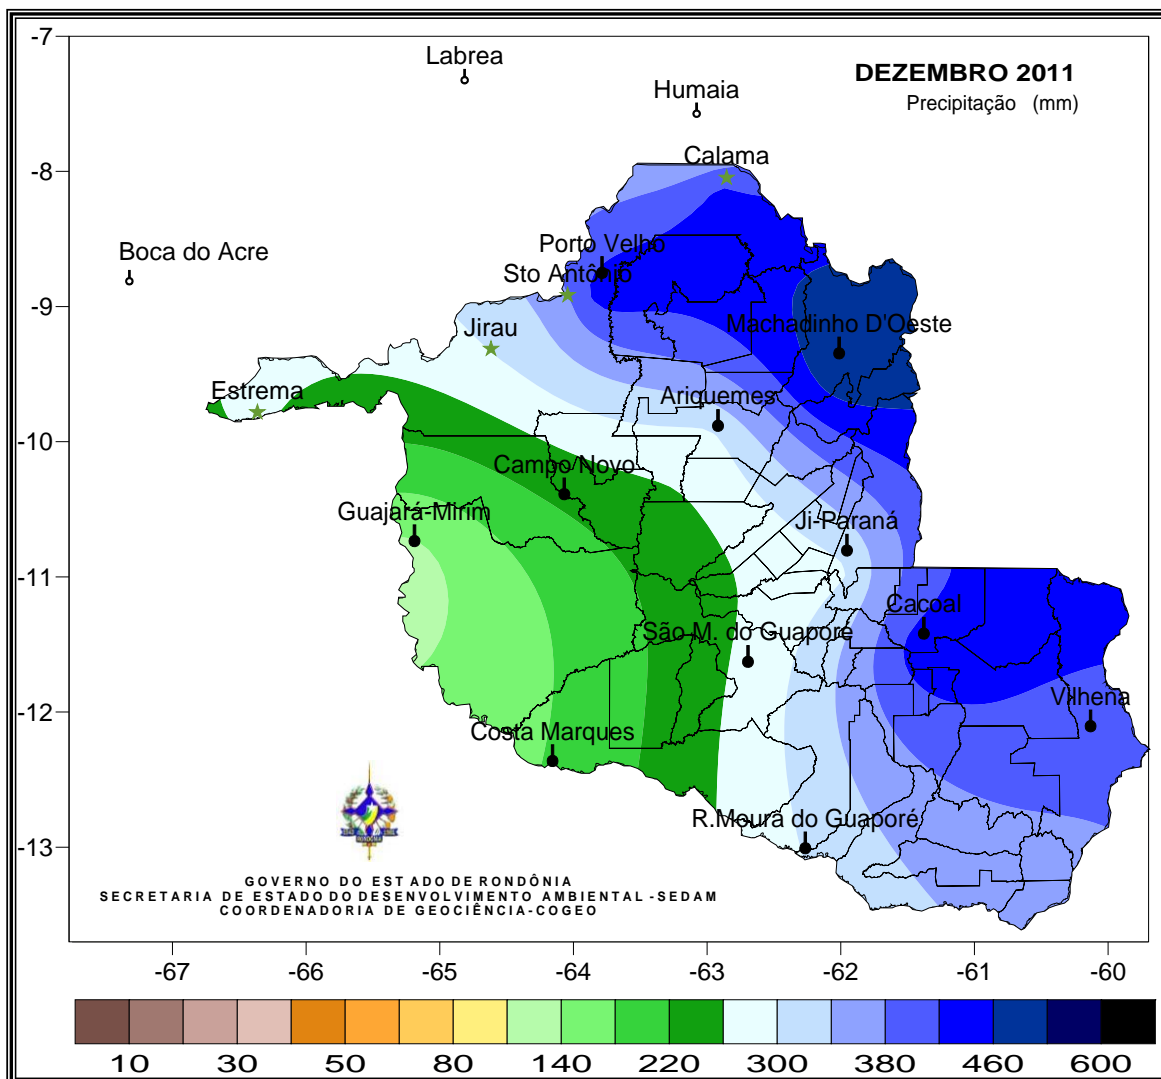 -7
Labrea
DEZEMBRO 2011
Humaia
Precipitação (mm)
Calama
-8
Porto Velho
Boca do Acre
Sto Antônio
-9
Jirau
Machadinho D'Oeste
Estrema
Ariquemes
-10
Campo Novo
Guajará-Mirim
Ji-Paraná
-11
Cacoal
São M. do Guaporé
Vilhena
-12
Costa Marques
R.Moura do Guaporé
-13
GOVERNO DO ESTADO DE RONDÔNIA
SECRETARIA DE ESTADO DO DESENVOLVIMENTO AMBIENTAL -SEDAM
COORDENADORIA DE GEOCIÊNCIA-COGEO
-67 -66 -65 -64 -63 -62 -61 -60
10 30 50 80 140 220 300 380 460 600